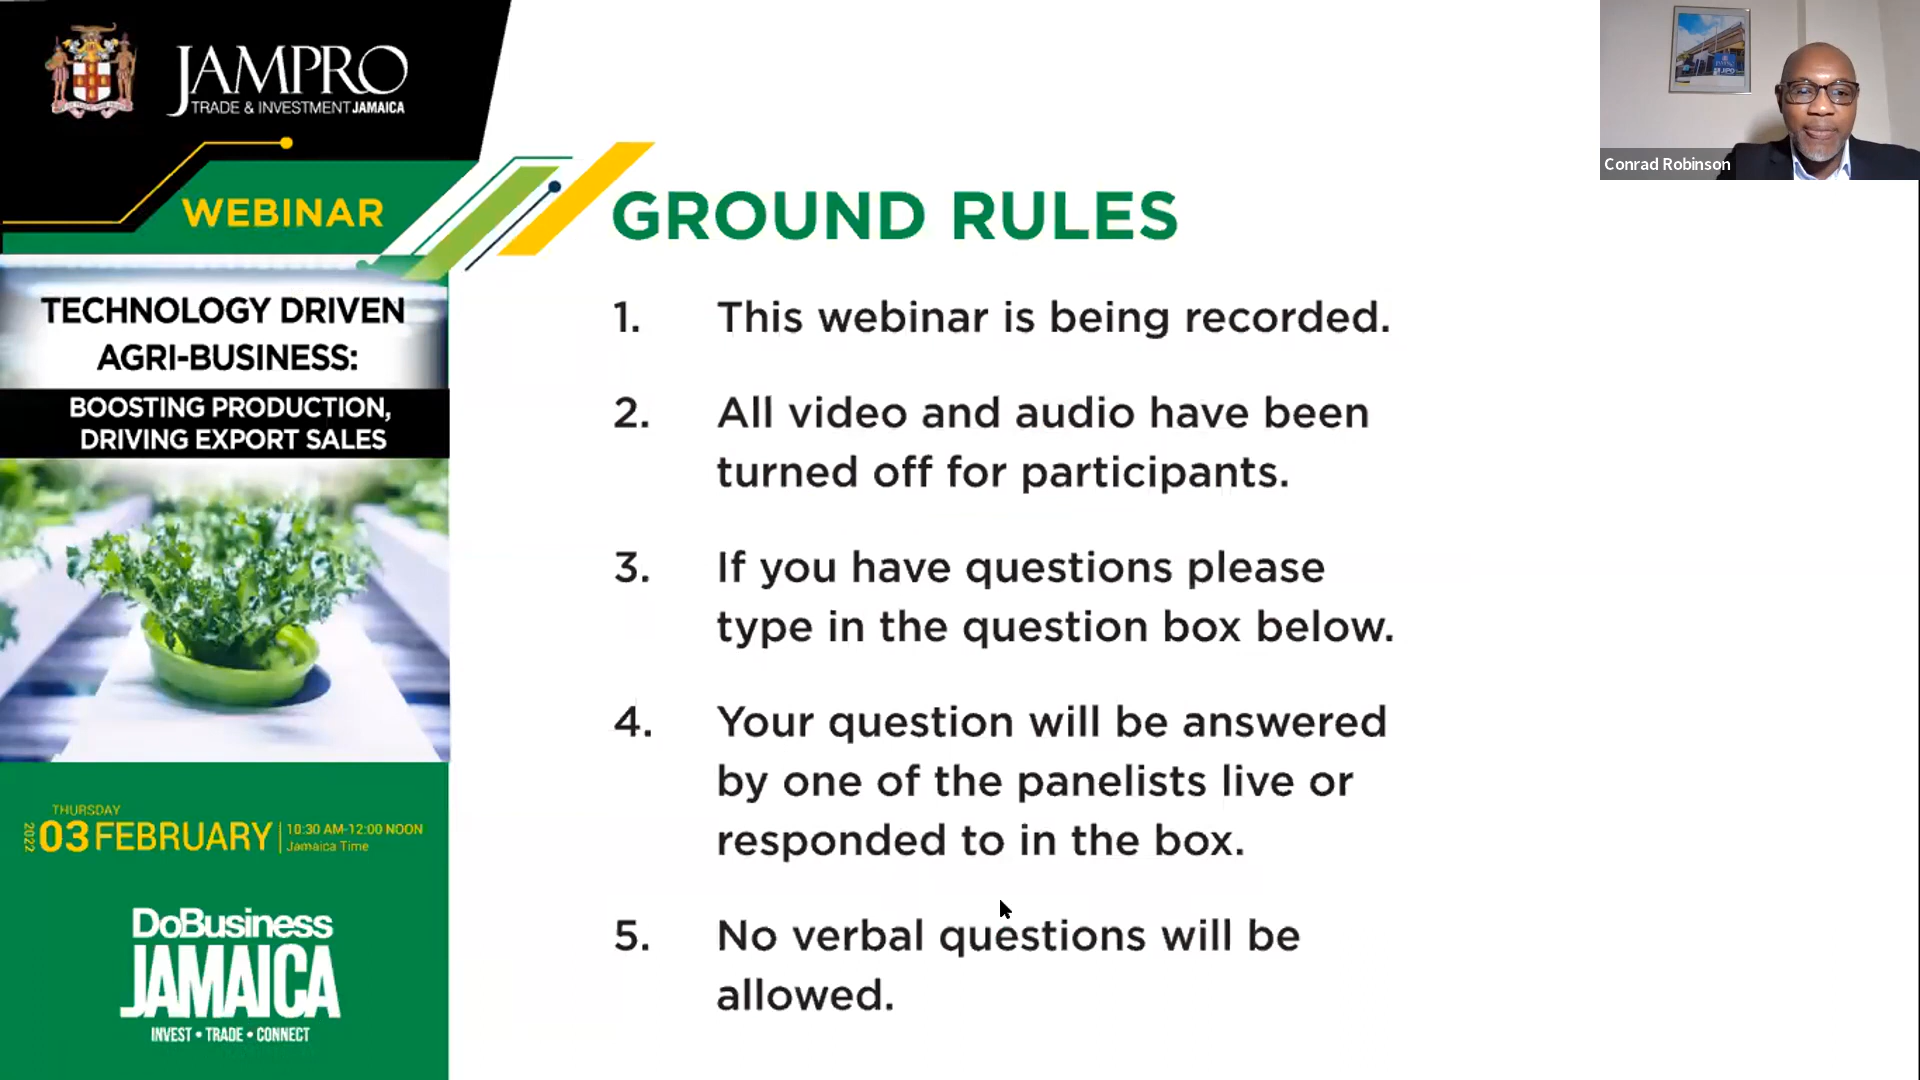 JAMPRO
TRADE & INVESTMENT JAMAICA
WEBINAR
TECHNOLOGY DRIVEN
AGRI-BUSINESS:
BOOSTING PRODUCTION,
DRIVING EXPORT SALES
THURSDAY
2022
03 FEBRUARY
10:30 AM-12:00 NOON
Jamaica Time
DoBusiness
JAMAICA
INVEST • TRADE • CONNECT
GROUND RULES
1. This webinar is being recorded.
2. All video and audio have been
turned off for participants.
3. If you have questions please
type in the question box below.
4. Your question will be answered
by one of the panelists live or
responded to in the box.
5. No verbal questions will be
allowed.
Conrad Robinson